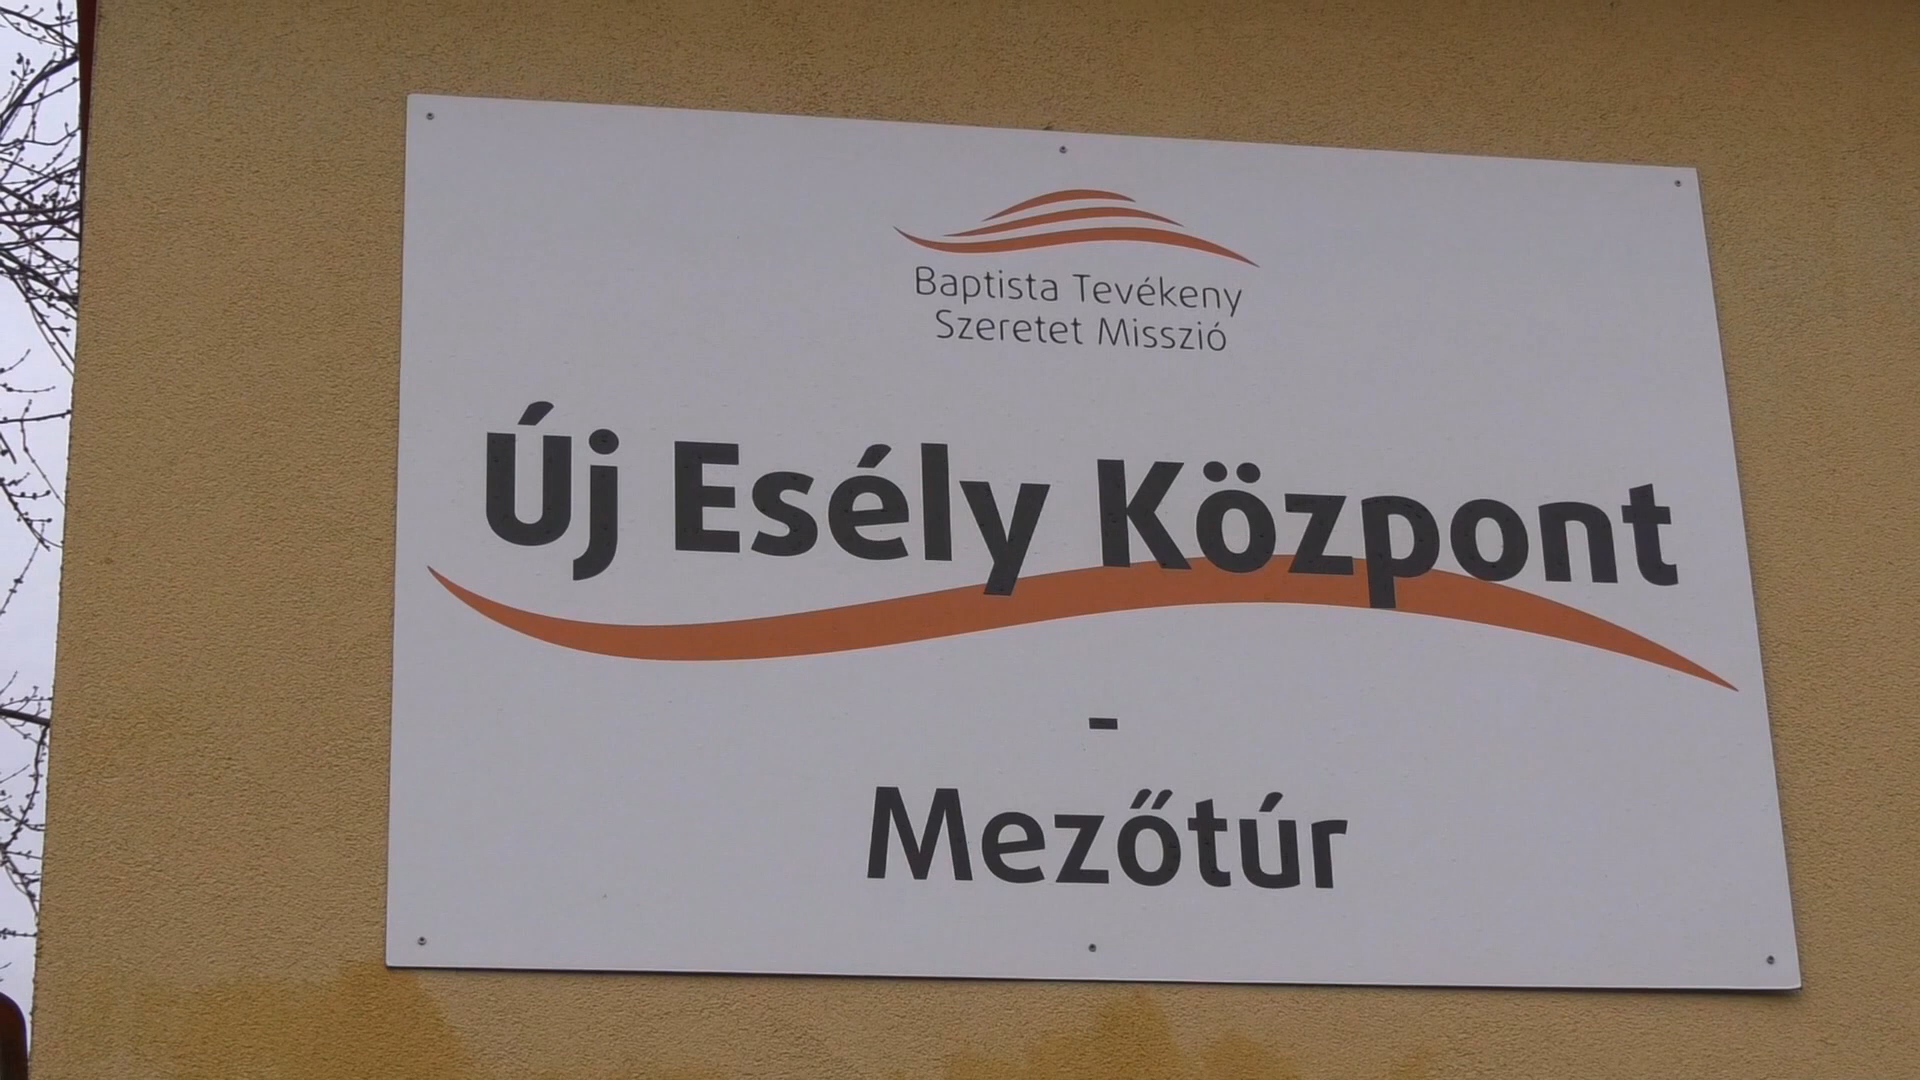 Baptista Tevékeny
Szeretet Misszió
Új Esély Központ
-
Mezőtúr